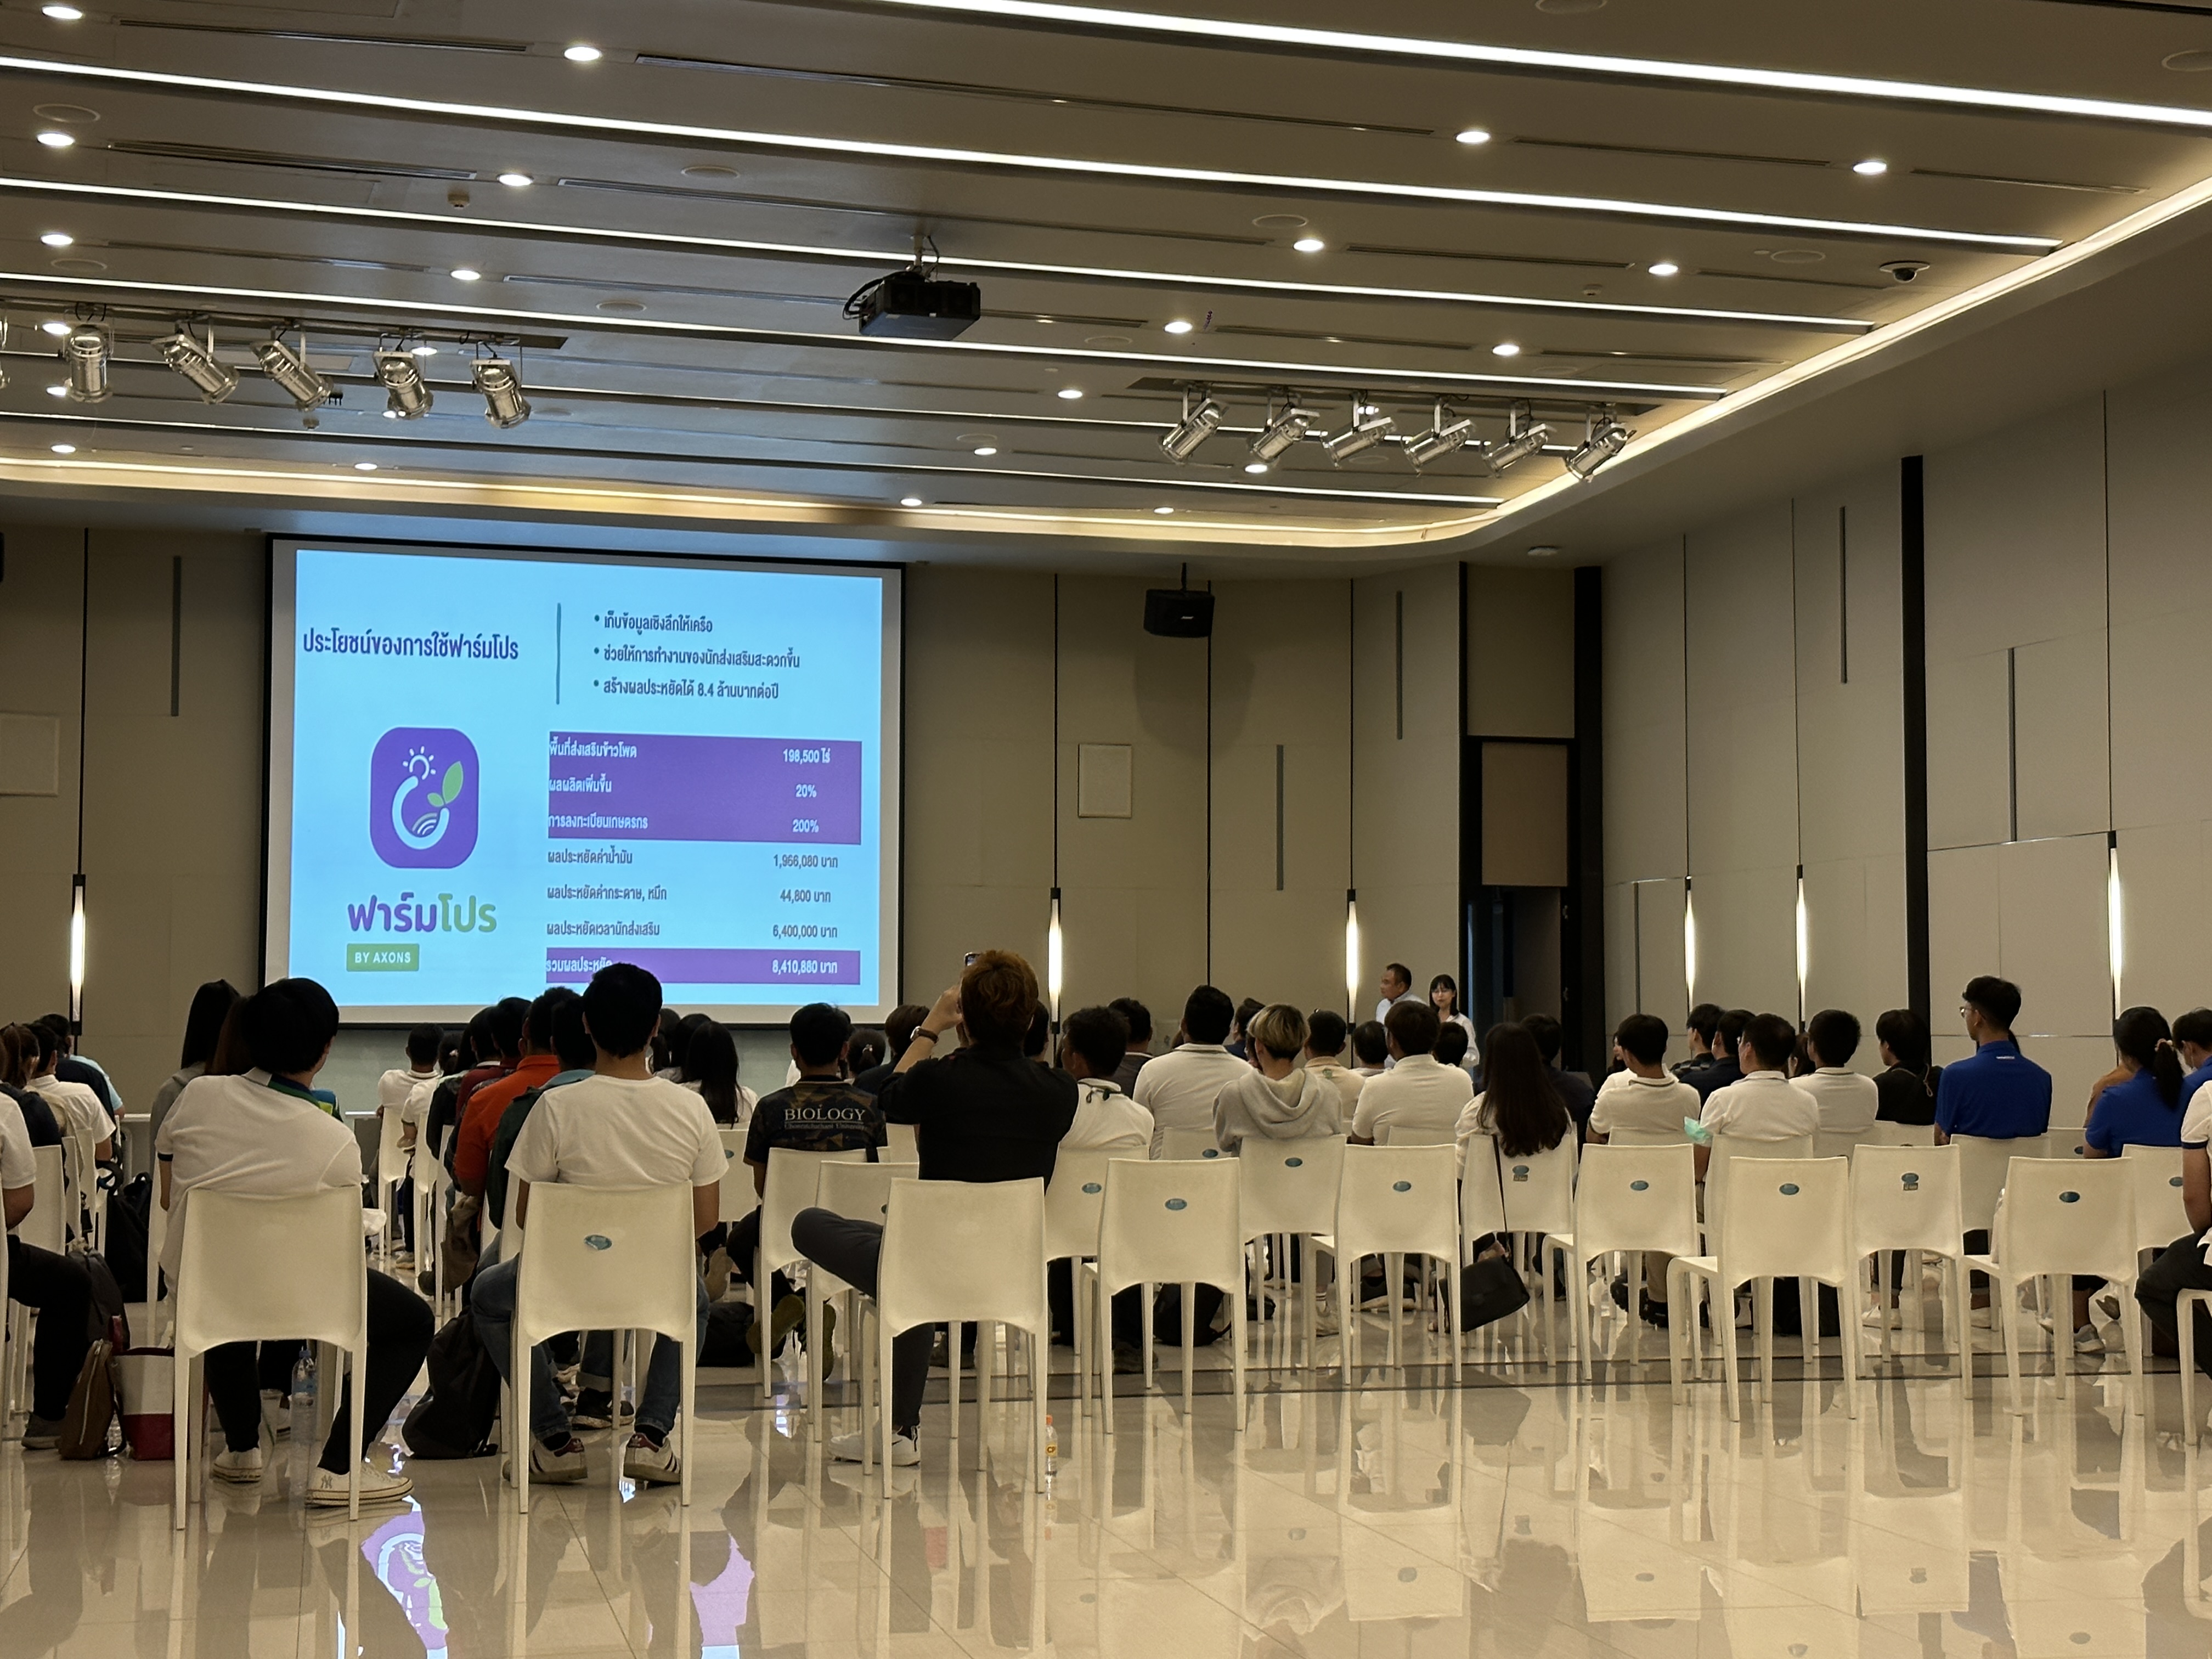 ประโยชน์ของการใช้ฟาร์มโปร
• เก็บข้อมูลเชิงลึกให้เครือ
• ช่วยให้การทำงานของนักส่งเสริมสะดวกขึ้น
• สร้างผลประหยัดได้ 8.4 ล้านบาทต่อปี
พื้นที่ส่งเสริมข้าวโพด 198,500 ไร่
ผลผลิตเพิ่มขึ้น 20%
การลงทะเบียนเกษตรกร 200%
ผลประหยัดค่าน้ำมัน 1,966,080 บาท
ผลประหยัดค่ากระดาษ, หมึก 44,800 บาท
ผลประหยัดเวลานักส่งเสริม 6,400,000 บาท
รวมผลประหยัด 8,410,880 บาท
ฟาร์มโปร
BY AXONS
BIOLOGY